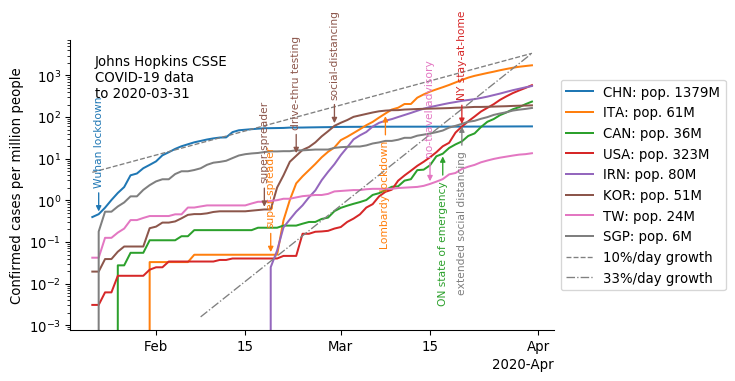 Johns Hopkins CSSE
COVID-19 data
to 2020-03-31
Confirmed cases per million people
10³
10²
10¹
10⁰
10⁻¹
10⁻²
10⁻³
Wuhan lockdown
superspreader
superspreader
drive-thru testing
social-distancing
Lombardy lockdown
no-travel advisory
ON state of emergency
NY stay-at-home
extended social distancing
Feb
15
Mar
15
Apr
2020-Apr
CHN: pop. 1379M
ITA: pop. 61M
CAN: pop. 36M
USA: pop. 323M
IRN: pop. 80M
KOR: pop. 51M
TW: pop. 24M
SGP: pop. 6M
10%/day growth
33%/day growth